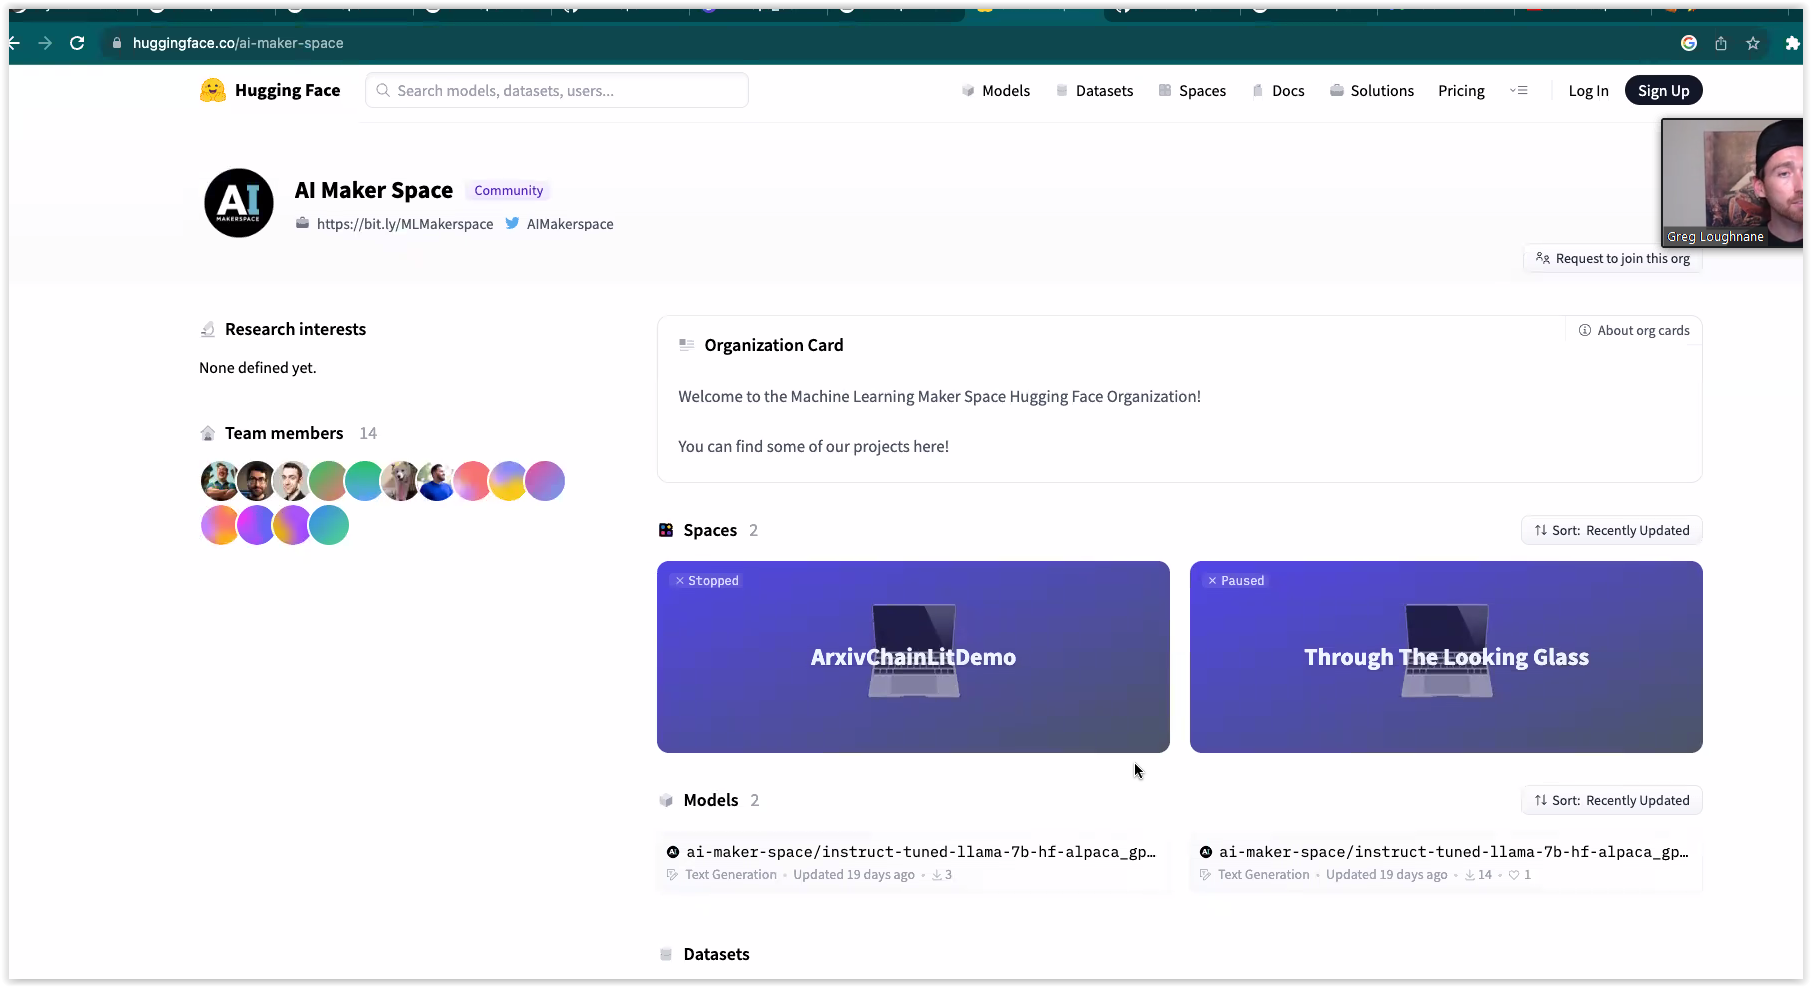 huggingface.co/ai-maker-space
Hugging Face
Search models, datasets, users...
Models
Datasets
Spaces
Docs
Solutions
Pricing
Log In
Sign Up
AI
MAKERSPACE
AI Maker Space
Community
https://bit.ly/MLMakerspace
AIMakerspace
Greg Loughnane
Request to join this org
Research interests
None defined yet.
Team members 14
Organization Card
About org cards
Welcome to the Machine Learning Maker Space Hugging Face Organization!
You can find some of our projects here!
Spaces 2
Sort: Recently Updated
Stopped
ArxivChainLitDemo
Paused
Through The Looking Glass
Models 2
Sort: Recently Updated
ai-maker-space/instruct-tuned-llama-7b-hf-alpaca_gp…
Text Generation • Updated 19 days ago • 3
ai-maker-space/instruct-tuned-llama-7b-hf-alpaca_gp…
Text Generation • Updated 19 days ago • 14 • 1
Datasets